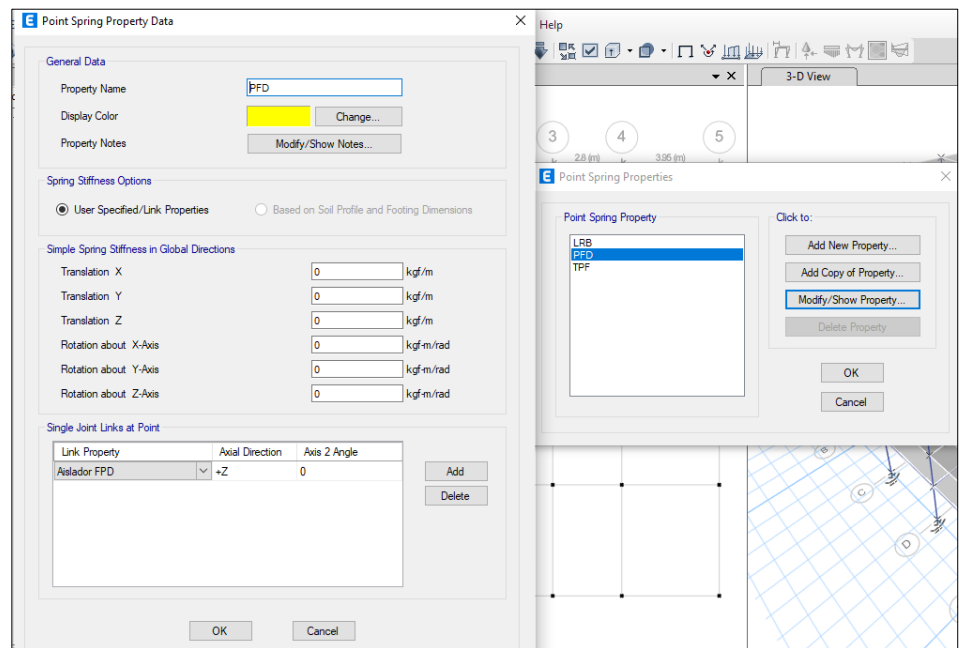 E Point Spring Property Data
General Data
Property Name PFD
Display Color Change...
Property Notes Modify/Show Notes...
Spring Stiffness Options
User Specified/Link Properties Based on Soil Profile and Footing Dimensions
Simple Spring Stiffness in Global Directions
Translation X 0 kgf/m
Translation Y 0 kgf/m
Translation Z 0 kgf/m
Rotation about X-Axis 0 kgf-m/rad
Rotation about Y-Axis 0 kgf-m/rad
Rotation about Z-Axis 0 kgf-m/rad
Single Joint Links at Point
Link Property Axial Direction Axis 2 Angle
Aislador FPD +Z 0
Add
Delete
OK Cancel
Help
3-D View
3 4 5
2.8 (m) 3.95 (m)
E Point Spring Properties
Point Spring Property
LRB
PFD
TPF
Click to:
Add New Property...
Add Copy of Property...
Modify/Show Property...
Delete Property
OK
Cancel
C
D